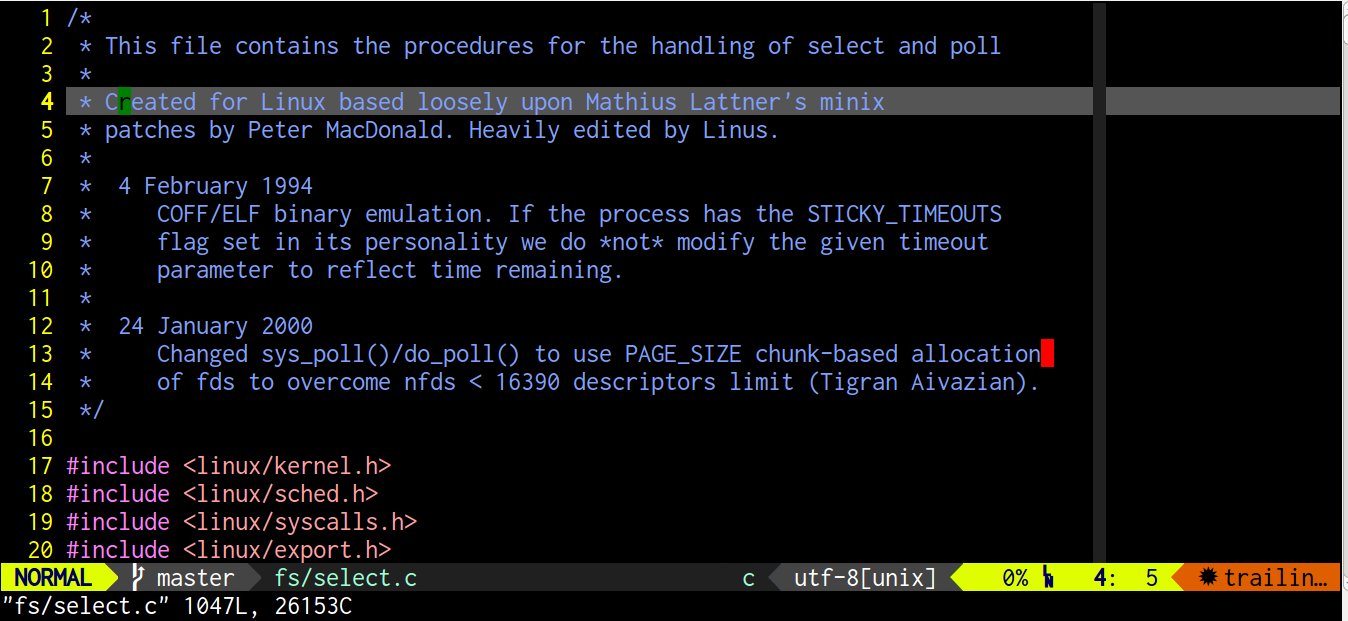 1 /*
2  * This file contains the procedures for the handling of select and poll
3  *
4  * Created for Linux based loosely upon Mathius Lattner's minix
5  * patches by Peter MacDonald. Heavily edited by Linus.
6  *
7  *  4 February 1994
8  *     COFF/ELF binary emulation. If the process has the STICKY_TIMEOUTS
9  *     flag set in its personality we do *not* modify the given timeout
10  *     parameter to reflect time remaining.
11  *
12  *  24 January 2000
13  *     Changed sys_poll()/do_poll() to use PAGE_SIZE chunk-based allocation
14  *     of fds to overcome nfds < 16390 descriptors limit (Tigran Aivazian).
15  */
16
17 #include <linux/kernel.h>
18 #include <linux/sched.h>
19 #include <linux/syscalls.h>
20 #include <linux/export.h>
NORMAL master fs/select.c c utf-8[unix] 0% 4: 5 ✹ trailin…
"fs/select.c" 1047L, 26153C